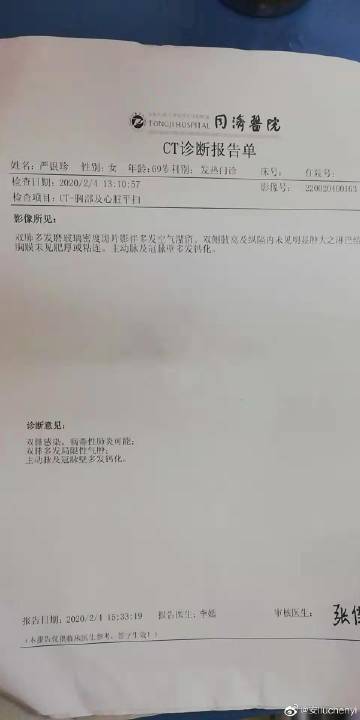 TONGJI HOSPITAL 同濟醫院
CT诊断报告单
姓名: 严银珍 性别: 女 年龄: 69岁 科别: 发热门诊 床号: 住院号:
检查日期: 2020/2/4 13:10:57 影像号: 220020400163
检查项目: CT-胸部及心脏平扫
影像所见:
双肺多发磨玻璃密度斑片影伴多发空气潴留，双侧肺门及纵隔内未见明显肿大之淋巴结
胸膜未见肥厚或粘连。主动脉及冠脉壁多发钙化。
诊断意见:
双肺感染，病毒性肺炎可能;
双肺多发局限性气肿;
主动脉及冠脉壁多发钙化。
报告日期: 2020/2/4 15:33:19 报告医生: 李嫣 审核医生: 张
(本报告仅供临床医生参考，签字生效!)
@安liuchenyi